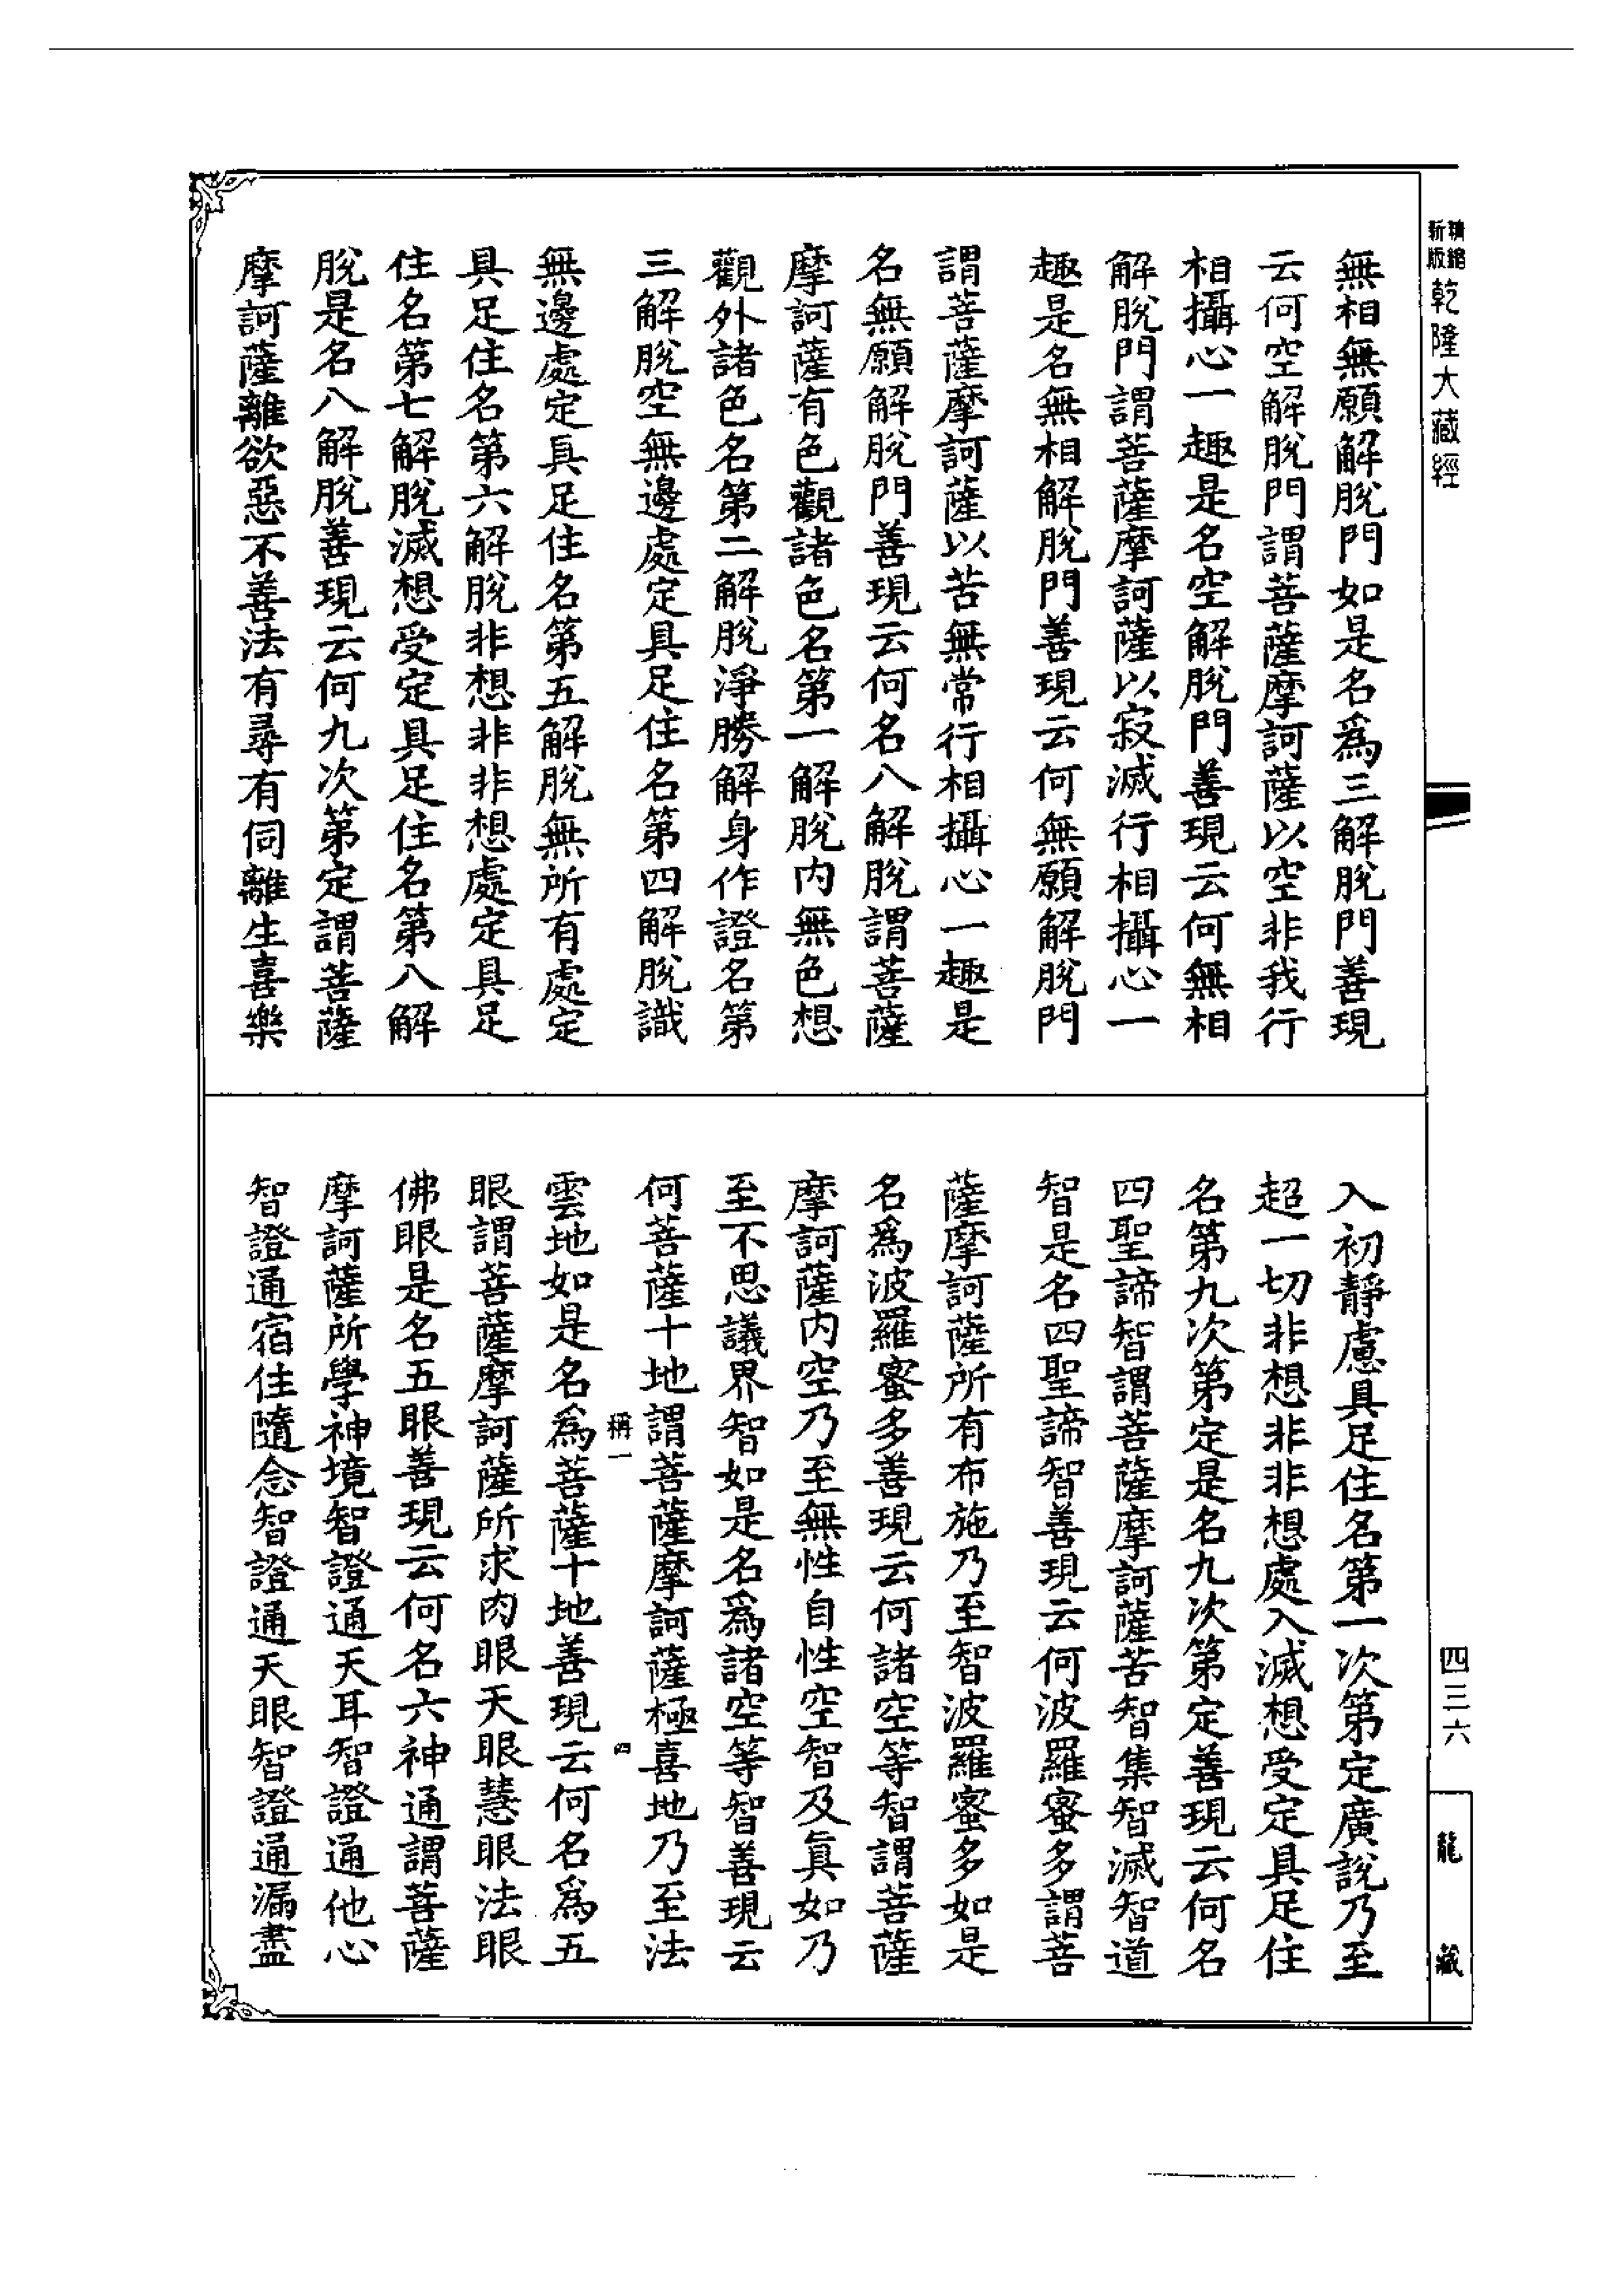 精縮新版乾隆大藏經
無相無願解脫門如是名爲三解脫門善現
云何空解脫門謂菩薩摩訶薩以空非我行
相攝心一趣是名空解脫門善現云何無相
解脫門謂菩薩摩訶薩以寂滅行相攝心一
趣是名無相解脫門善現云何無願解脫門
謂菩薩摩訶薩以苦無常行相攝心一趣是
名無願解脫門善現云何名八解脫謂菩薩
摩訶薩有色觀諸色名第一解脫内無色想
觀外諸色名第二解脫淨勝解身作證名第
三解脫空無邊處定具足住名第四解脫識
無邊處定具足住名第五解脫無所有處定
具足住名第六解脫非想非非想處定具足
住名第七解脫滅想受定具足住名第八解
脫是名八解脫善現云何九次第定謂菩薩
摩訶薩離欲惡不善法有尋有伺離生喜樂
入初靜慮具足住名第一次第定廣說乃至
超一切非想非非想處入滅想受定具足住
名第九次第定是名九次第定善現云何名
四聖諦智謂菩薩摩訶薩苦智集智滅智道
智是名四聖諦智善現云何波羅蜜多謂菩
薩摩訶薩所有布施乃至智波羅蜜多如是
名爲波羅蜜多善現云何諸空等智謂菩薩
摩訶薩内空乃至無性自性空智及眞如乃
至不思議界智如是名爲諸空等智善現云
何菩薩十地謂菩薩摩訶薩極喜地乃至法
稱一
四
雲地如是名爲菩薩十地善現云何名爲五
眼謂菩薩摩訶薩所求肉眼天眼慧眼法眼
佛眼是名五眼善現云何名六神通謂菩薩
摩訶薩所學神境智證通天耳智證通他心
智證通宿住隨念智證通天眼智證通漏盡
四三六
龍藏